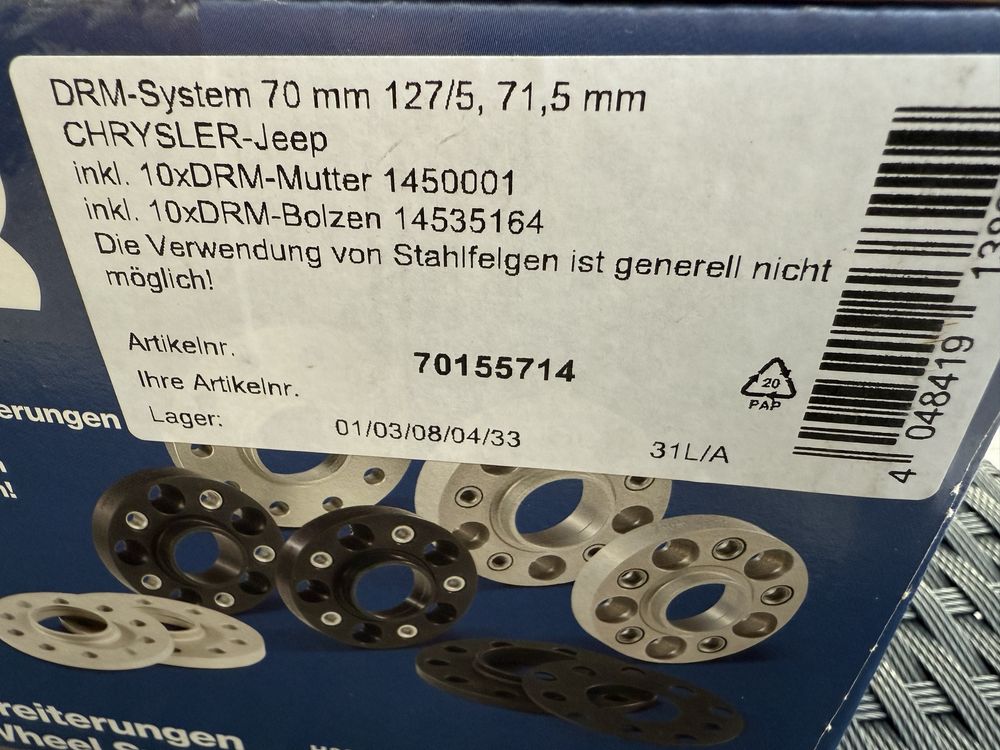 DRM-System 70 mm 127/5, 71,5 mm
CHRYSLER-Jeep
inkl. 10xDRM-Mutter 1450001
inkl. 10xDRM-Bolzen 14535164
Die Verwendung von Stahlfelgen ist generell nicht
möglich!
Artikelnr. 70155714
Ihre Artikelnr.
Lager: 01/03/08/04/33 31L/A
20
PAP
4 048419
erungen
reiterungen